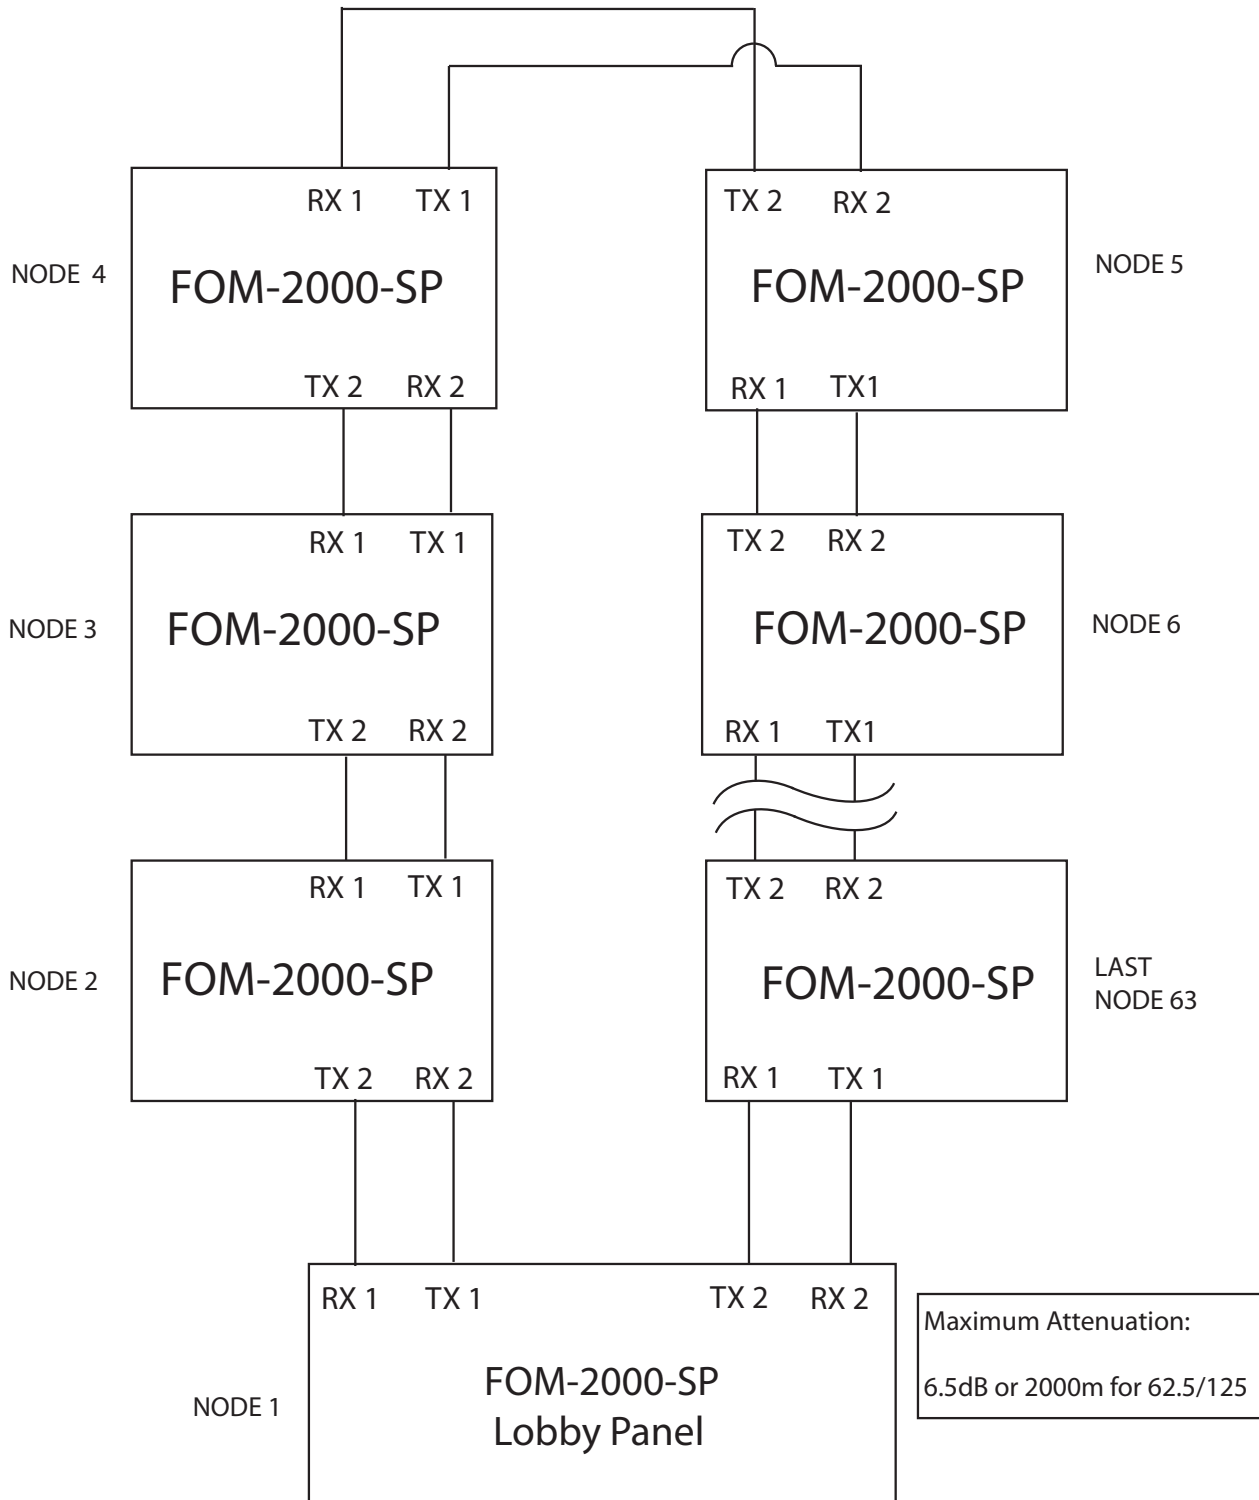 RX 1 TX 1
TX 2 RX 2
NODE 4
FOM-2000-SP
FOM-2000-SP
NODE 5
TX 2 RX 2
RX 1 TX1
RX 1 TX 1
TX 2 RX 2
NODE 3
FOM-2000-SP
FOM-2000-SP
NODE 6
TX 2 RX 2
RX 1 TX1
RX 1 TX 1
TX 2 RX 2
NODE 2
FOM-2000-SP
FOM-2000-SP
LAST
NODE 63
TX 2 RX 2
RX 1 TX 1
RX 1 TX 1
TX 2 RX 2
NODE 1
FOM-2000-SP
Lobby Panel
Maximum Attenuation:
6.5dB or 2000m for 62.5/125